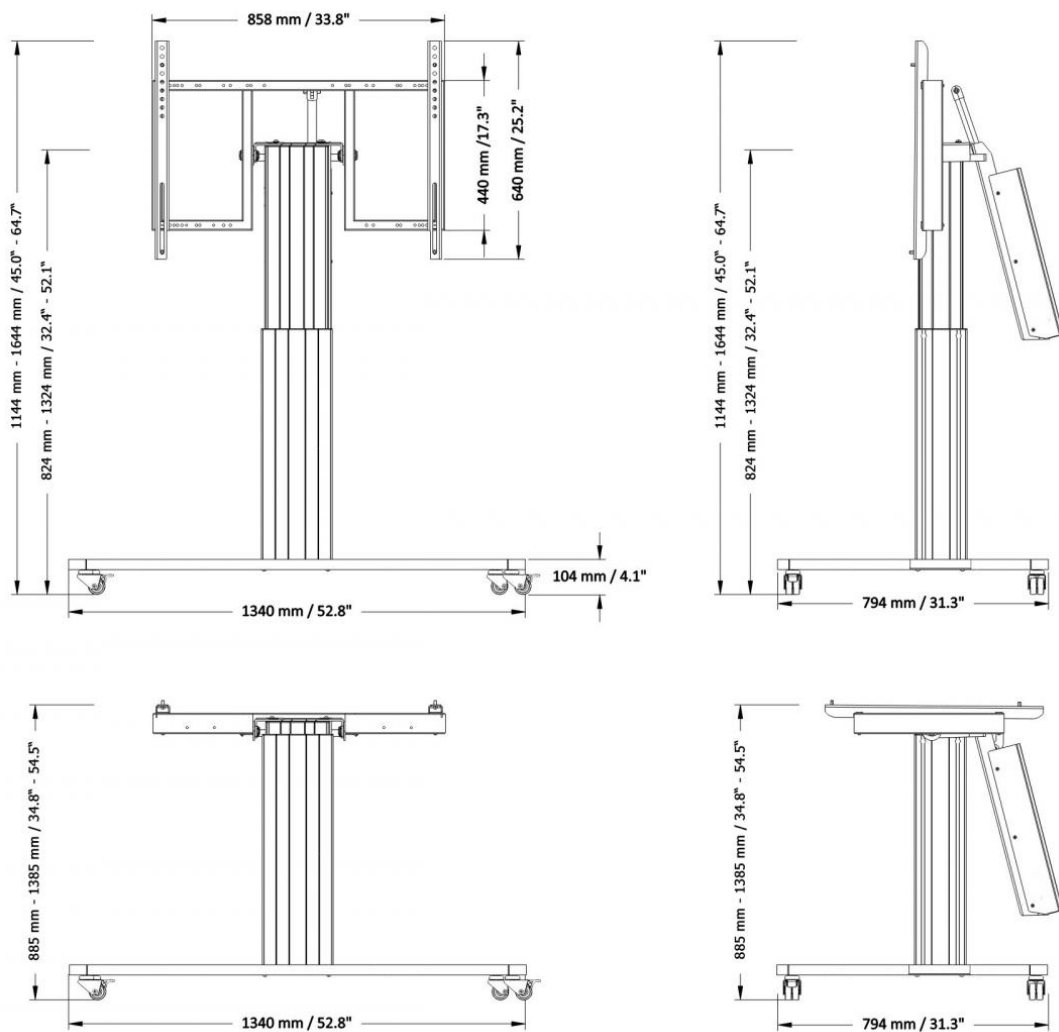 858 mm / 33.8"
1144 mm - 1644 mm / 45.0" - 64.7"
824 mm - 1324 mm / 32.4" - 52.1"
440 mm /17.3"
640 mm / 25.2"
104 mm / 4.1"
1340 mm / 52.8"
1144 mm - 1644 mm / 45.0" - 64.7"
824 mm - 1324 mm / 32.4" - 52.1"
794 mm / 31.3"
885 mm - 1385 mm / 34.8" - 54.5"
1340 mm / 52.8"
885 mm - 1385 mm / 34.8" - 54.5"
794 mm / 31.3"